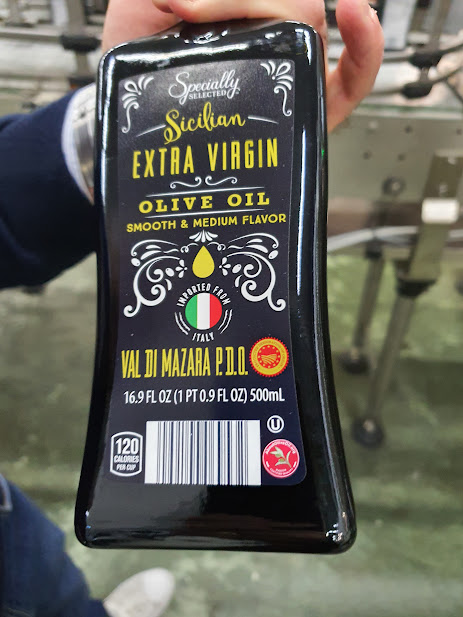 Specially
SELECTED
Sicilian
EXTRA VIRGIN
OLIVE OIL
SMOOTH & MEDIUM FLAVOR
IMPORTED FROM
ITALY
VAL DI MAZARA P.D.O.
16.9 FL OZ (1 PT 0.9 FL OZ) 500mL
120
CALORIES
PER CUP
U